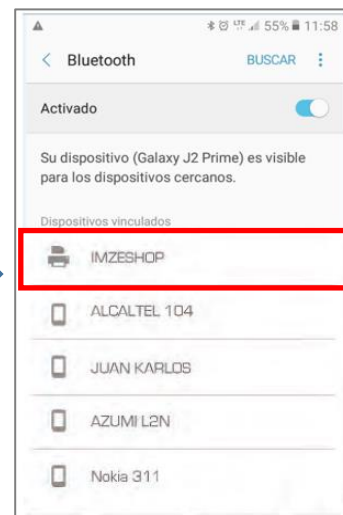 LTE 55% 11:58
Bluetooth BUSCAR
Activado
Su dispositivo (Galaxy J2 Prime) es visible
para los dispositivos cercanos.
Dispositivos vinculados
IMZESHOP
ALCALTEL 104
JUAN KARLOS
AZUMI L2N
Nokia 311